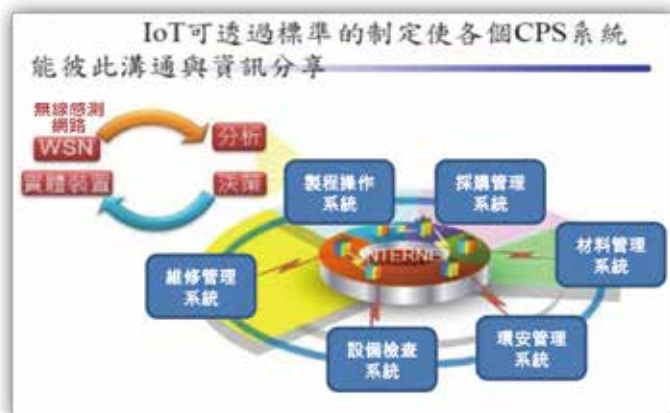 IoT可透過標準的制定使各個CPS系統
能彼此溝通與資訊分享
無線感測
網路
WSN
分析
實體裝置
決策
製程操作
系統
採購管理
系統
INTERNE
材料管理
系統
維修管理
系統
設備檢查
系統
環安管理
系統